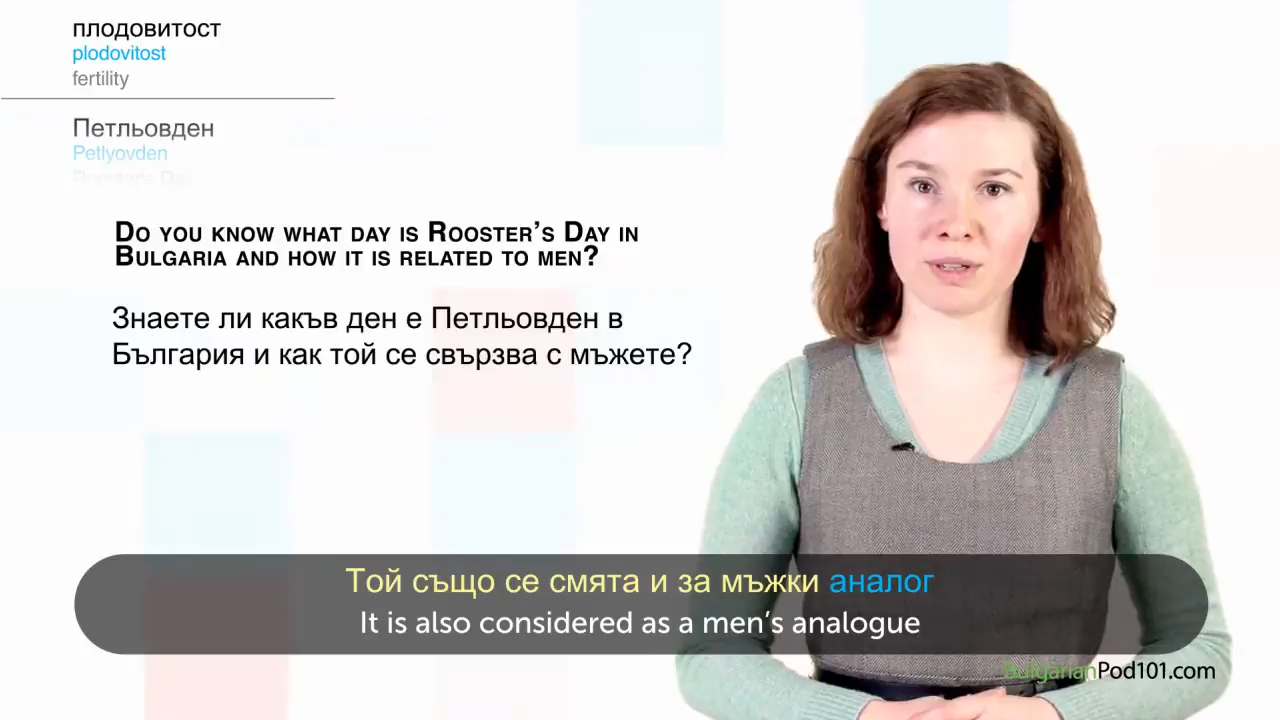 плодовитост
plodovitost
fertility
Петльовден
Petlyovden
Rooster's Day
Do you know what day is Rooster’s Day in
Bulgaria and how it is related to men?
Знаете ли какъв ден е Петльовден в
България и как той се свързва с мъжете?
Той също се смята и за мъжки аналог
It is also considered as a men’s analogue
BulgarianPod101.com